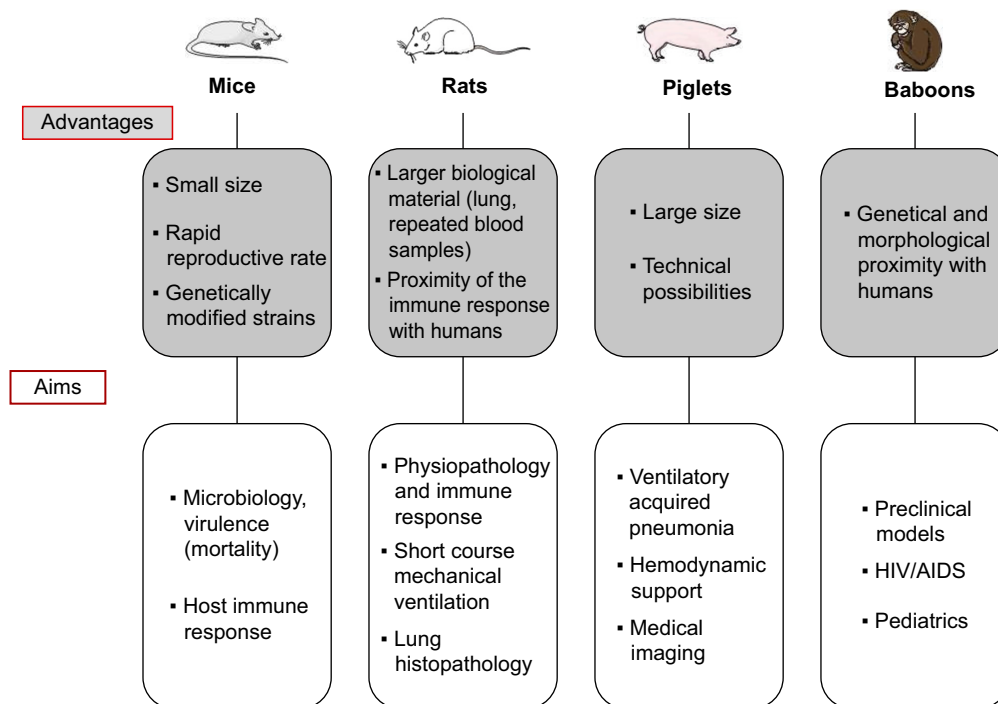 Mice
Rats
Piglets
Baboons
Advantages
▪ Small size
▪ Rapid
reproductive rate
▪ Genetically
modified strains
▪ Larger biological
material (lung,
repeated blood
samples)
▪ Proximity of the
immune response
with humans
▪ Large size
▪ Technical
possibilities
▪ Genetical and
morphological
proximity with
humans
Aims
▪ Microbiology,
virulence
(mortality)
▪ Host immune
response
▪ Physiopathology
and immune
response
▪ Short course
mechanical
ventilation
▪ Lung
histopathology
▪ Ventilatory
acquired
pneumonia
▪ Hemodynamic
support
▪ Medical
imaging
▪ Preclinical
models
▪ HIV/AIDS
▪ Pediatrics